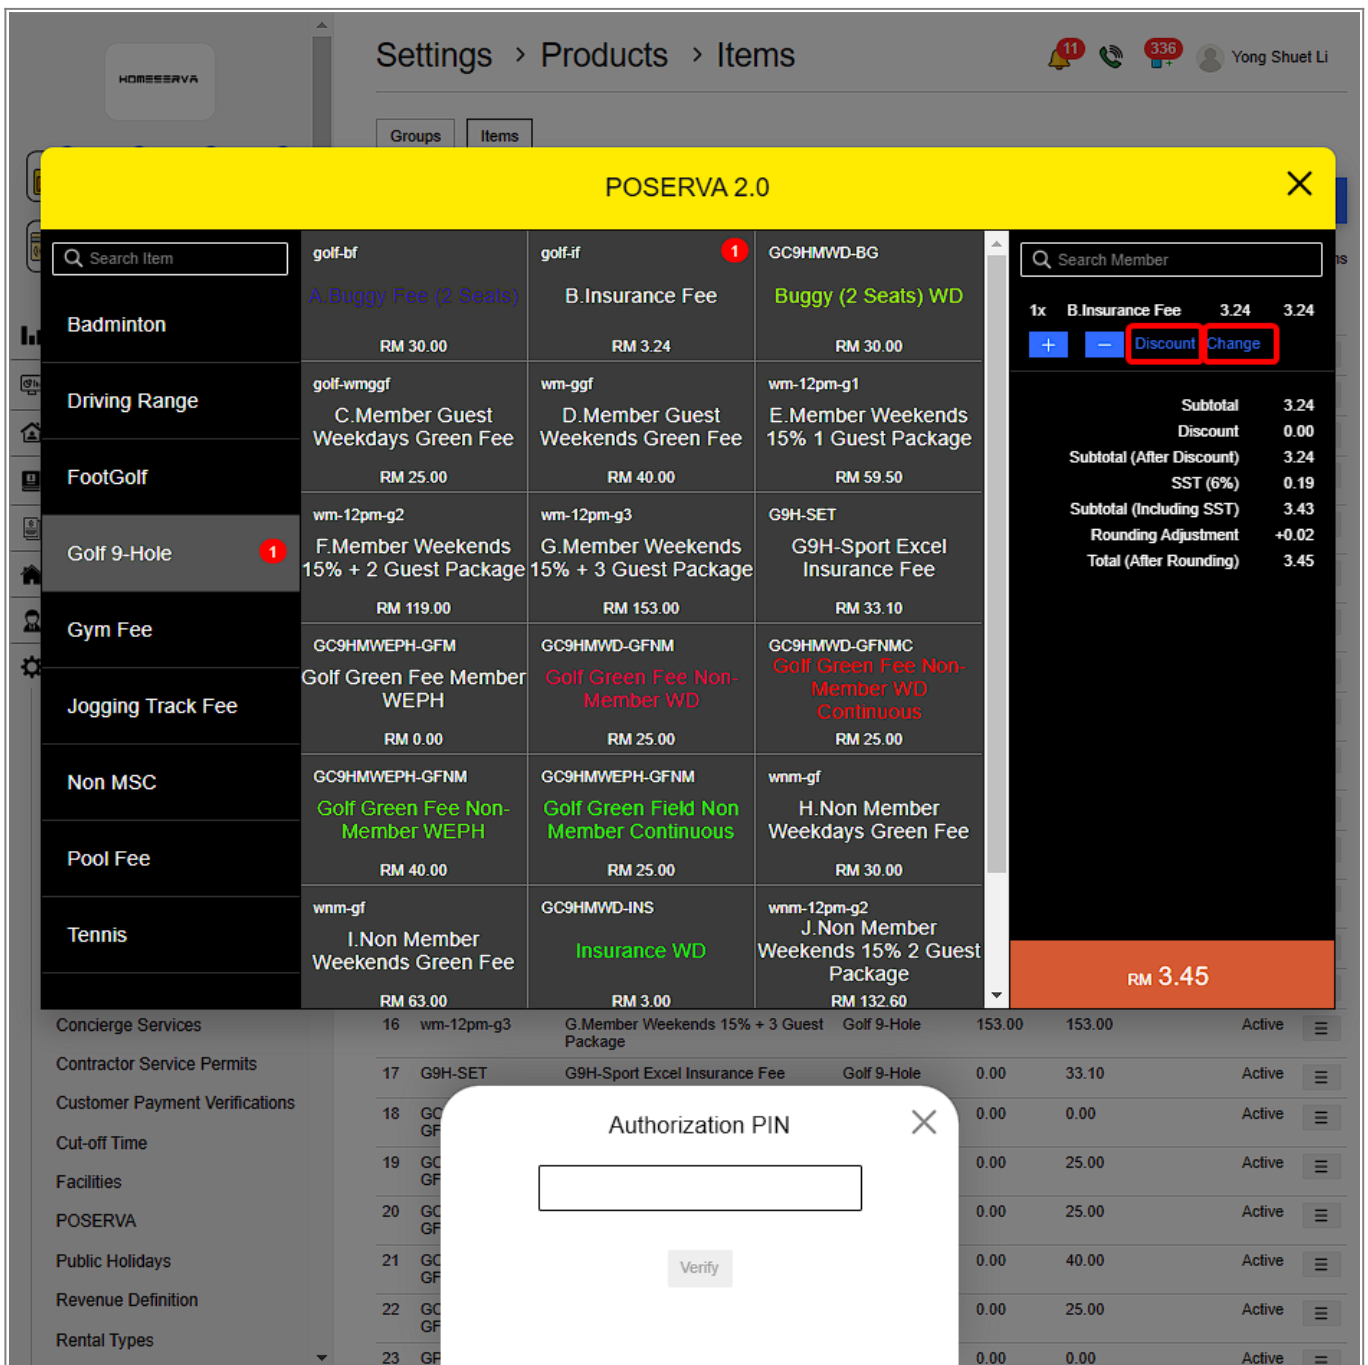 HOMESERVA
Settings > Products > Items
11
336
Yong Shuet Li
Groups
Items
POSERVA 2.0
Search Item
Badminton
Driving Range
FootGolf
Golf 9-Hole
1
Gym Fee
Jogging Track Fee
Non MSC
Pool Fee
Tennis
golf-bf
A.Buggy Fee (2 Seats)
RM 30.00
golf-if
1
B.Insurance Fee
RM 3.24
GC9HMWD-BG
Buggy (2 Seats) WD
RM 30.00
golf-wmggf
C.Member Guest
Weekdays Green Fee
RM 25.00
wm-ggf
D.Member Guest
Weekends Green Fee
RM 40.00
wm-12pm-g1
E.Member Weekends
15% 1 Guest Package
RM 59.50
wm-12pm-g2
F.Member Weekends
15% + 2 Guest Package
RM 119.00
wm-12pm-g3
G.Member Weekends
15% + 3 Guest Package
RM 153.00
G9H-SET
G9H-Sport Excel
Insurance Fee
RM 33.10
GC9HMWEPH-GFM
Golf Green Fee Member
WEPH
RM 0.00
GC9HMWD-GFNM
Golf Green Fee Non-
Member WD
RM 25.00
GC9HMWD-GFNMC
Golf Green Fee Non-
Member WD
Continuous
RM 25.00
GC9HMWEPH-GFNM
Golf Green Fee Non-
Member WEPH
RM 40.00
GC9HMWEPH-GFNM
Golf Green Field Non
Member Continuous
RM 25.00
wnm-gf
H.Non Member
Weekdays Green Fee
RM 30.00
wnm-gf
I.Non Member
Weekends Green Fee
RM 63.00
GC9HMWD-INS
Insurance WD
RM 3.00
wnm-12pm-g2
J.Non Member
Weekends 15% 2 Guest
Package
RM 132.60
Search Member
1x B.Insurance Fee 3.24 3.24
+ − Discount Change
Subtotal 3.24
Discount 0.00
Subtotal (After Discount) 3.24
SST (6%) 0.19
Subtotal (Including SST) 3.43
Rounding Adjustment +0.02
Total (After Rounding) 3.45
RM 3.45
Concierge Services
Contractor Service Permits
Customer Payment Verifications
Cut-off Time
Facilities
POSERVA
Public Holidays
Revenue Definition
Rental Types
16 wm-12pm-g3 G.Member Weekends 15% + 3 Guest Golf 9-Hole 153.00 153.00 Active
Package
17 G9H-SET G9H-Sport Excel Insurance Fee Golf 9-Hole 0.00 33.10 Active
18 GC 0.00 0.00 Active
GF
19 GC 0.00 25.00 Active
GF
20 GC 0.00 25.00 Active
GF
21 GC 0.00 40.00 Active
GF
22 GC 0.00 25.00 Active
GF
23 GP 0.00 0.00 Active
Authorization PIN
Verify